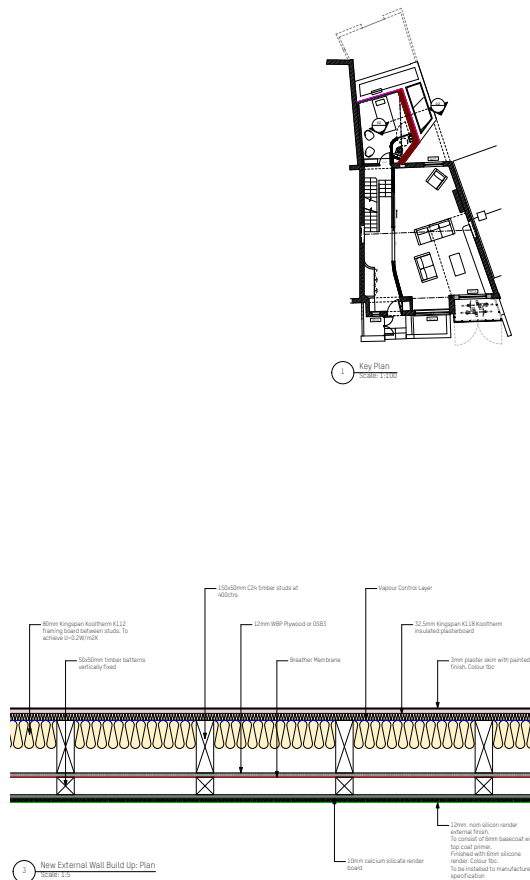 1
Key Plan
Scale: 1:100
150x50mm C24 timber studs at
400ctrs
Vapour Control Layer
80mm Kingspan Kooltherm K112
framing board between studs. To
achieve U=0.2W/m2K
12mm WBP Plywood or OSB3
32.5mm Kingspan K118 Kooltherm
insulated plasterboard
50x50mm timber battens
vertically fixed
Breather Membrane
3mm plaster skim with painted
finish. Colour tbc
12mm. nom silicon render
external finish.
To consist of 6mm basecoat wi
top coat primer.
Finished with 6mm silicone
render. Colour tbc.
To be installed to manufacture
specification
10mm calcium silicate render
board
3
New External Wall Build Up: Plan
Scale: 1:5